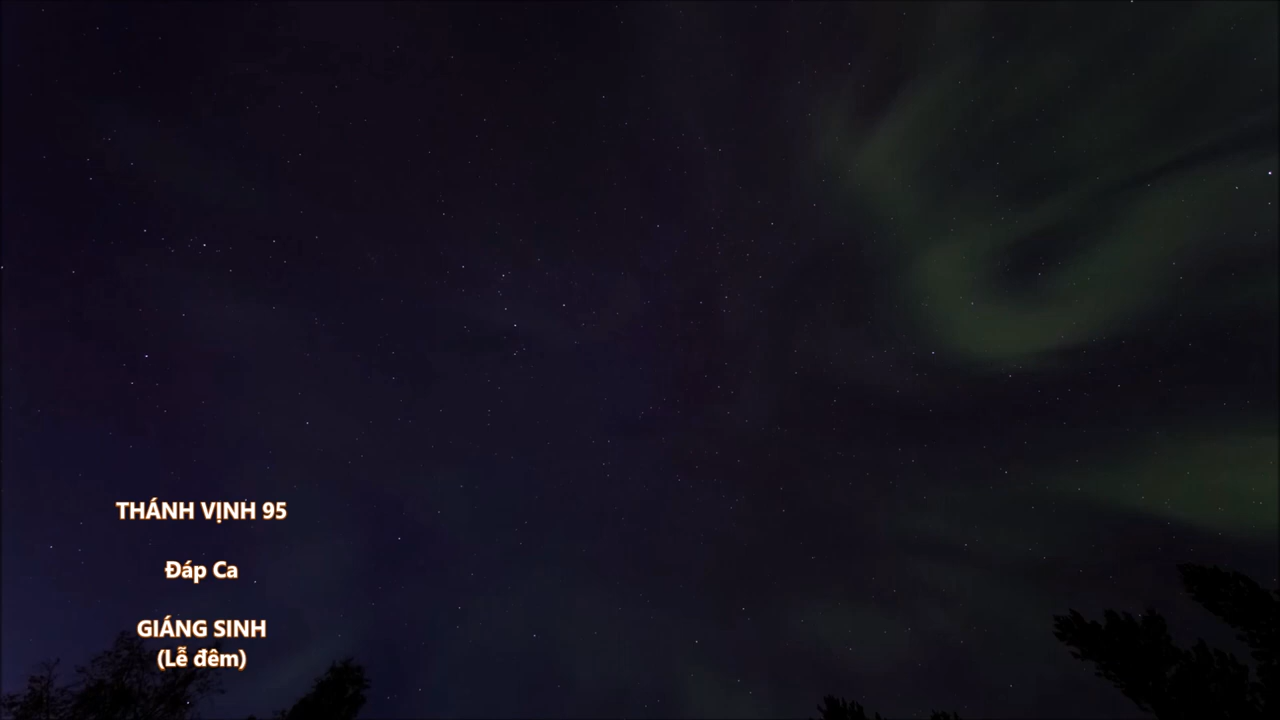 THÁNH VỊNH 95
Đáp Ca
GIÁNG SINH
(Lễ đêm)